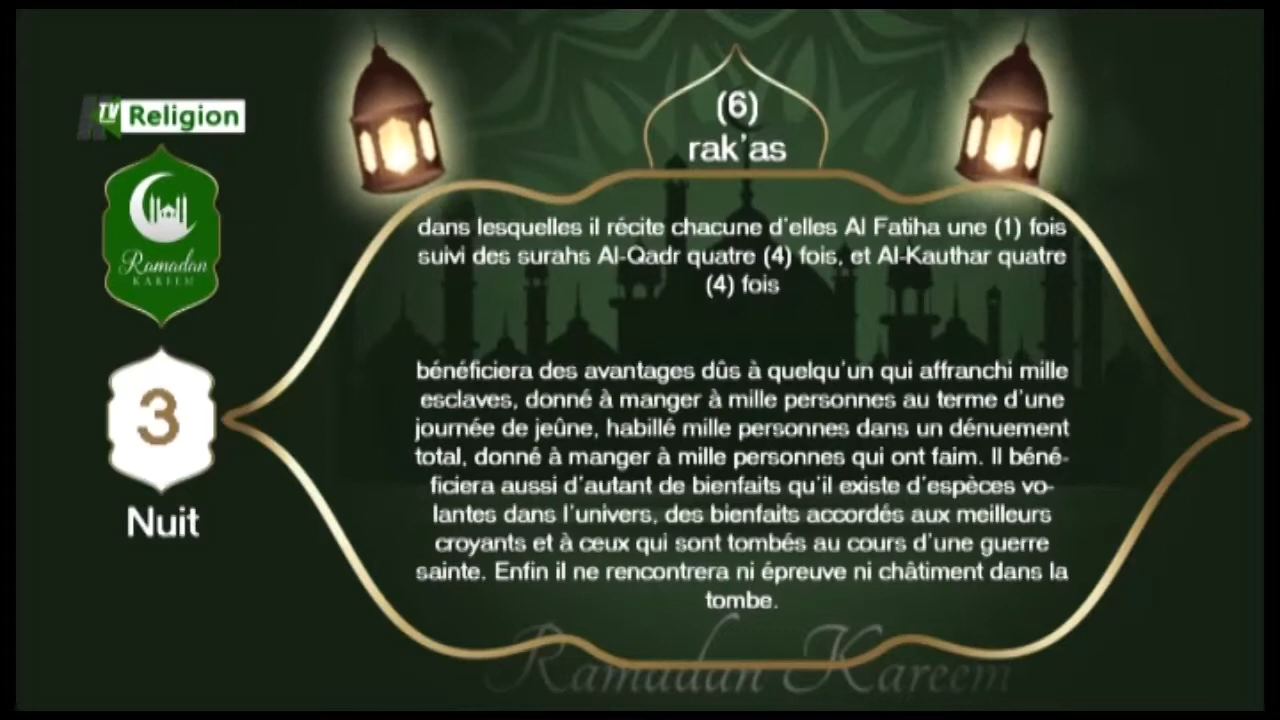 TV Religion
(6)
rak'as
Ramadan
KAREEM
dans lesquelles il récite chacune d'elles Al Fatiha une (1) fois
suivi des surahs Al-Qadr quatre (4) fois, et Al-Kauthar quatre
(4) fois
bénéficiera des avantages dûs à quelqu'un qui affranchi mille
esclaves, donné à manger à mille personnes au terme d'une
journée de jeûne, habillé mille personnes dans un dénuement
total, donné à manger à mille personnes qui ont faim. Il béné-
ficiera aussi d'autant de bienfaits qu'il existe d'espèces vo-
lantes dans l'univers, des bienfaits accordés aux meilleurs
croyants et à ceux qui sont tombés au cours d'une guerre
sainte. Enfin il ne rencontrera ni épreuve ni châtiment dans la
tombe.
3
Nuit
Ramadan Kareem